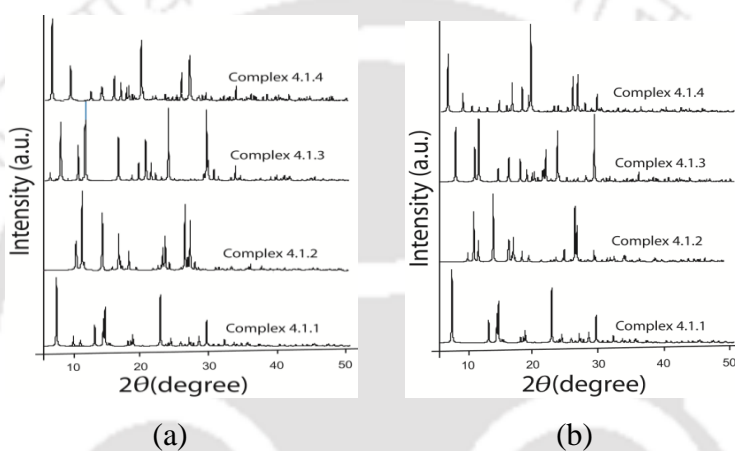 Intensity (a.u.)
Complex 4.1.4
Complex 4.1.3
Complex 4.1.2
Complex 4.1.1
10 20 30 40 50
2θ(degree)
(a)
Intensity (a.u.)
Complex 4.1.4
Complex 4.1.3
Complex 4.1.2
Complex 4.1.1
10 20 30 40 50
2θ(degree)
(b)